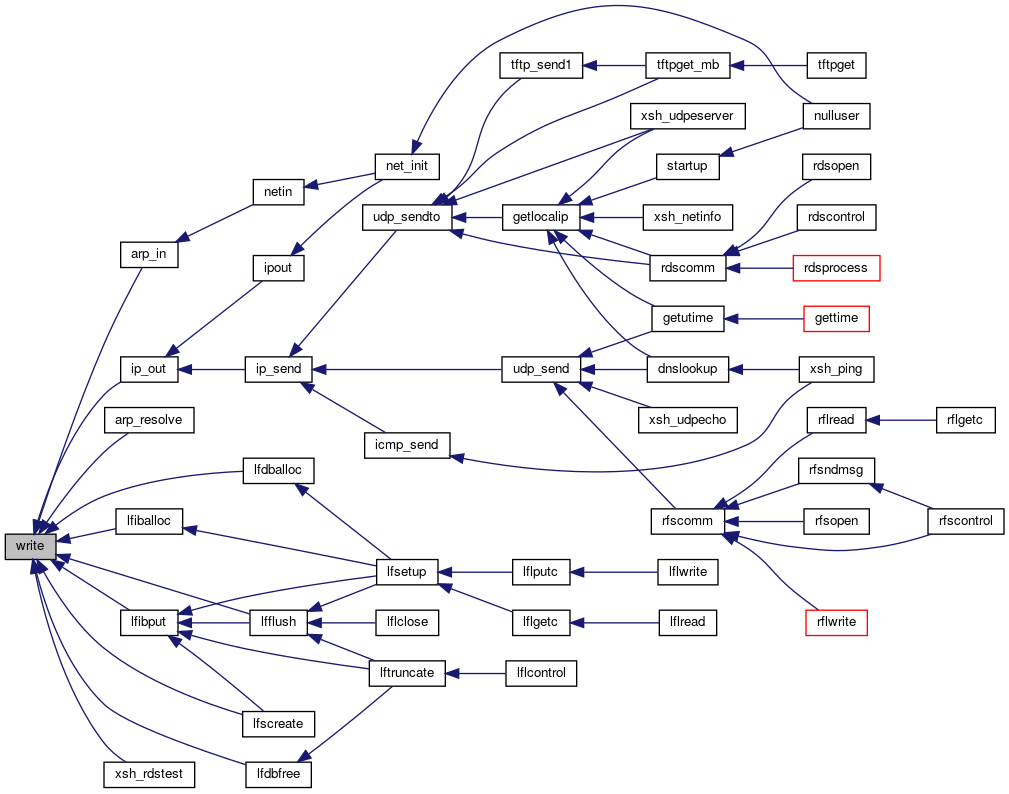 tftp_send1
tftpget_mb
tftpget
xsh_udpeserver
nulluser
net_init
startup
rdsopen
netin
udp_sendto
getlocalip
xsh_netinfo
rdscontrol
arp_in
ipout
rdscomm
rdsprocess
getutime
gettime
ip_out
ip_send
udp_send
dnslookup
xsh_ping
arp_resolve
icmp_send
xsh_udpecho
rflread
rflgetc
lfdballoc
rfsndmsg
lfiballoc
rfscomm
rfsopen
rfscontrol
write
lfsetup
lflputc
lflwrite
lfibput
lfflush
lflclose
lflgetc
lflread
rflwrite
lftruncate
lflcontrol
lfscreate
xsh_rdstest
lfdbfree